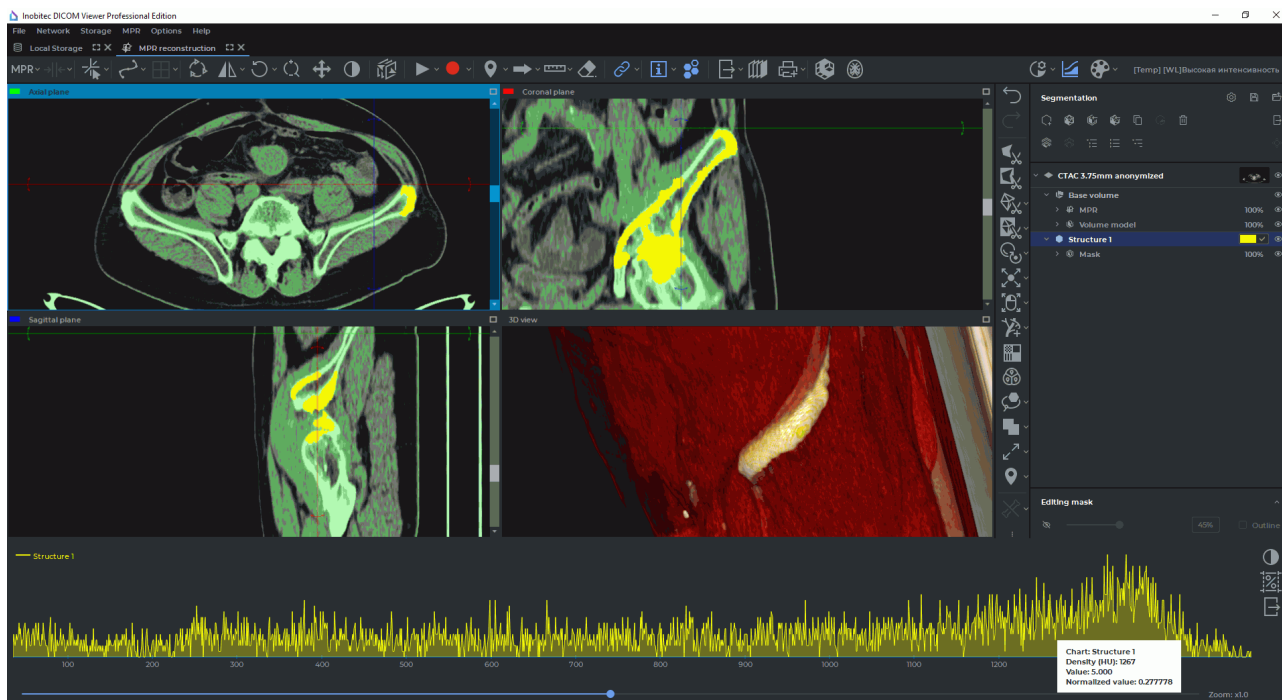 Inobitec DICOM Viewer Professional Edition
File Network Storage MPR Options Help
Local Storage MPR reconstruction
MPR [Temp] [WL]Высокая интенсивность
Axial plane
Coronal plane
Segmentation
CTAC 3.75mm anonymized
Base volume
MPR 100%
Volume model 100%
Structure 1
Mask 100%
Sagittal plane
3D view
Editing mask
45% Outline
Structure 1
100 200 300 400 500 600 700 800 900 1000 1100 1200
Chart: Structure 1
Density (HU): 1267
Value: 5.000
Normalized value: 0.277778
Zoom: x1.0